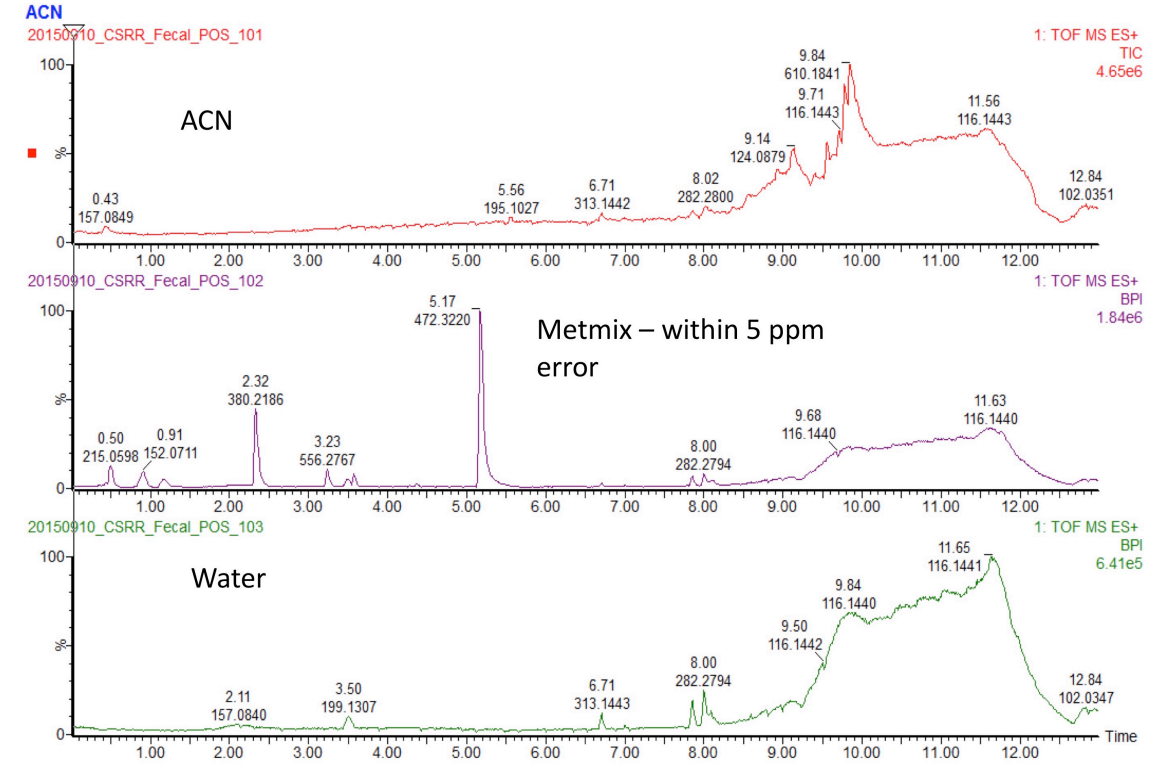 ACN
20150910_CSRR_Fecal_POS_101
1: TOF MS ES+
TIC
4.65e6
ACN
100
%
0
0.43
157.0849
5.56
195.1027
6.71
313.1442
8.02
282.2800
9.14
124.0879
9.71
116.1443
9.84
610.1841
11.56
116.1443
12.84
102.0351
1.00 2.00 3.00 4.00 5.00 6.00 7.00 8.00 9.00 10.00 11.00 12.00
20150910_CSRR_Fecal_POS_102
1: TOF MS ES+
BPI
1.84e6
Metmix – within 5 ppm
error
100
%
0
0.50
215.0598
0.91
152.0711
2.32
380.2186
3.23
556.2767
5.17
472.3220
8.00
282.2794
9.68
116.1440
11.63
116.1440
1.00 2.00 3.00 4.00 5.00 6.00 7.00 8.00 9.00 10.00 11.00 12.00
20150910_CSRR_Fecal_POS_103
1: TOF MS ES+
BPI
6.41e5
Water
100
%
0
2.11
157.0840
3.50
199.1307
6.71
313.1443
8.00
282.2794
9.50
116.1442
9.84
116.1440
11.65
116.1441
12.84
102.0347
Time
1.00 2.00 3.00 4.00 5.00 6.00 7.00 8.00 9.00 10.00 11.00 12.00